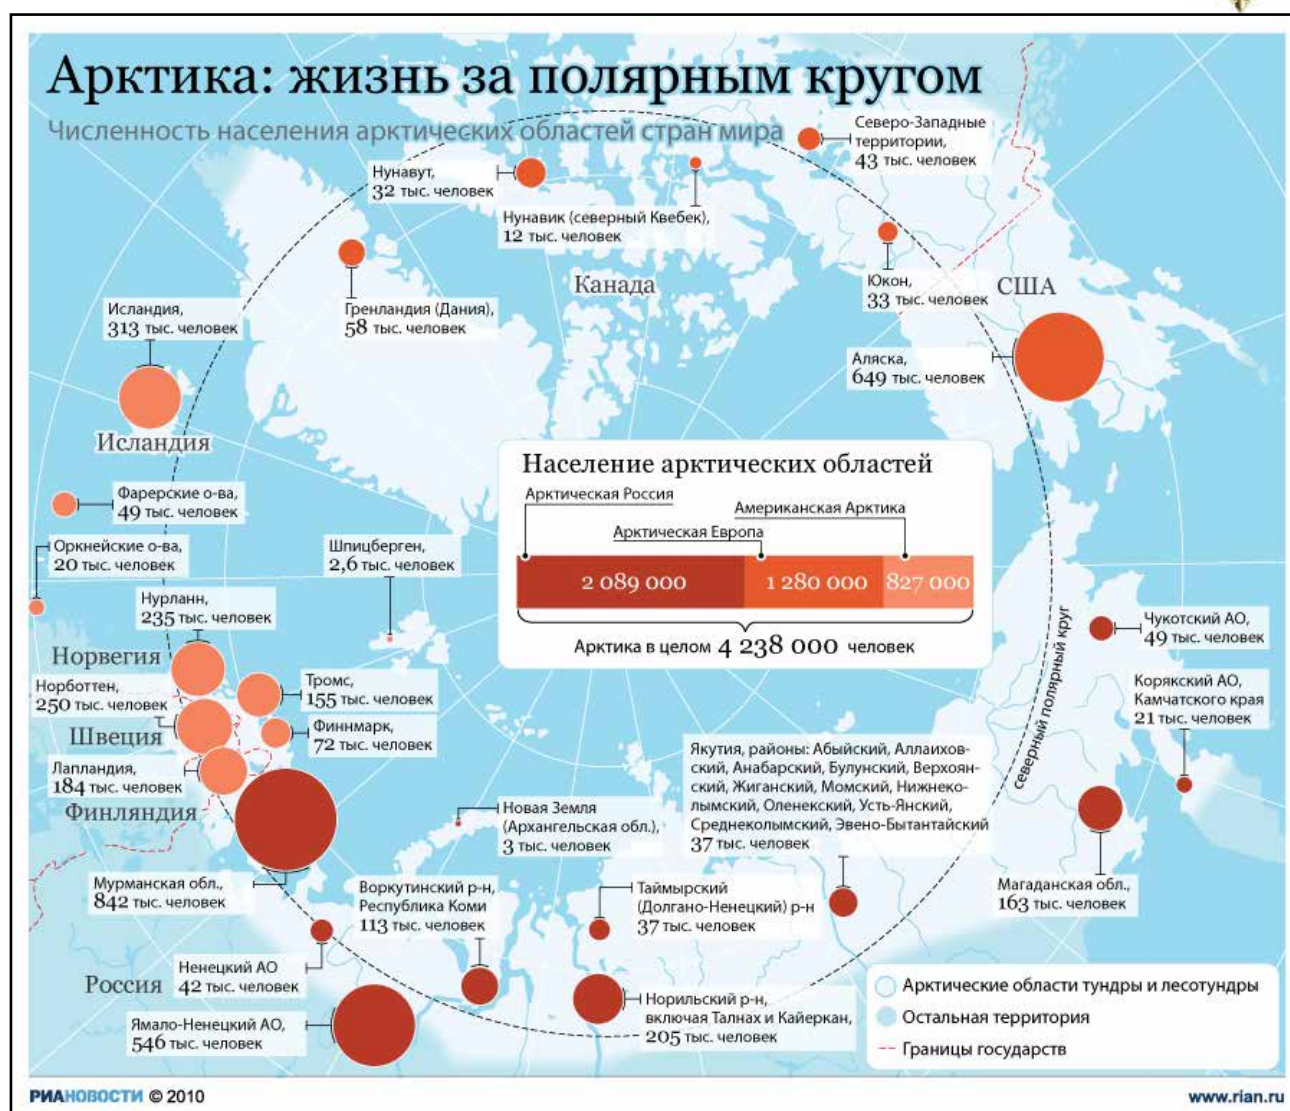 Арктика: жизнь за полярным кругом
Численность населения арктических областей стран мира
Северо-Западные
территории,
43 тыс. человек
Нунавут,
32 тыс. человек
Нунавик (северный Квебек),
12 тыс. человек
Канада
Юкон,
33 тыс. человек
США
Исландия,
313 тыс. человек
Гренландия (Дания),
58 тыс. человек
Аляска,
649 тыс. человек
Исландия
Фарерские о-ва,
49 тыс. человек
Оркнейские о-ва,
20 тыс. человек
Шпицберген,
2,6 тыс. человек
Население арктических областей
Арктическая Россия
Американская Арктика
Арктическая Европа
2 089 000
1 280 000
827 000
Арктика в целом 4 238 000 человек
северный полярный круг
Нурланн,
235 тыс. человек
Норвегия
Норботтен,
250 тыс. человек
Тромс,
155 тыс. человек
Швеция
Финнмарк,
72 тыс. человек
Лапландия,
184 тыс. человек
Финляндия
Чукотский АО,
49 тыс. человек
Корякский АО,
Камчатского края
21 тыс. человек
Якутия, районы: Абыйский, Аллаихов-
ский, Анабарский, Булунский, Верхоян-
ский, Жиганский, Момский, Нижнеко-
лымский, Оленекский, Усть-Янский,
Среднеколымский, Эвено-Бытантайский
37 тыс. человек
Новая Земля
(Архангельская обл.),
3 тыс. человек
Мурманская обл.,
842 тыс. человек
Воркутинский р-н,
Республика Коми
113 тыс. человек
Таймырский
(Долгано-Ненецкий) р-н
37 тыс. человек
Магаданская обл.,
163 тыс. человек
Россия
Ненецкий АО
42 тыс. человек
Ямало-Ненецкий АО,
546 тыс. человек
Норильский р-н,
включая Талнах и Кайеркан,
205 тыс. человек
Арктические области тундры и лесотундры
Остальная территория
Границы государств
РИАНОВОСТИ © 2010
www.rian.ru